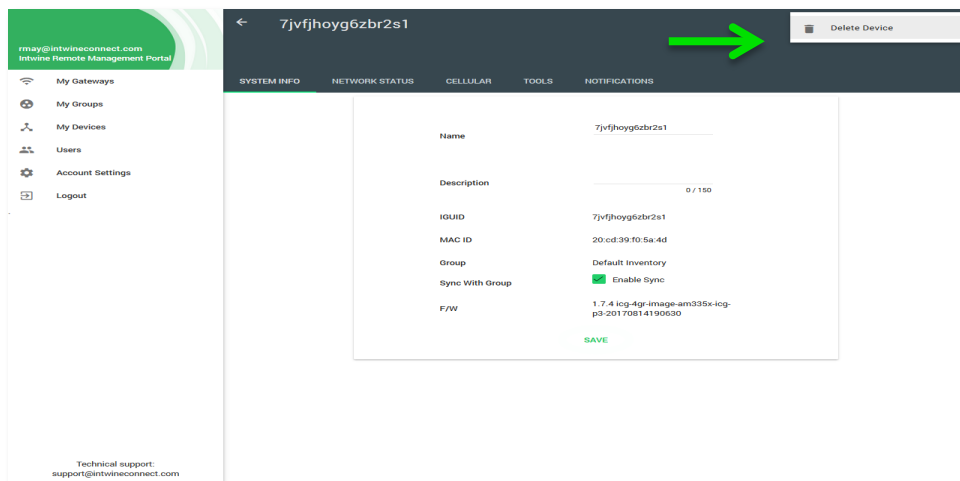 rmay@intwineconnect.com
Intwine Remote Management Portal
My Gateways
My Groups
My Devices
Users
Account Settings
Logout
Technical support:
support@intwineconnect.com
7jvfjhoyg6zbr2s1
Delete Device
SYSTEM INFO NETWORK STATUS CELLULAR TOOLS NOTIFICATIONS
Name 7jvfjhoyg6zbr2s1
Description
0 / 150
IGUID 7jvfjhoyg6zbr2s1
MAC ID 20:cd:39:f0:5a:4d
Group Default Inventory
Sync With Group Enable Sync
F/W 1.7.4 icg-4gr-image-am335x-icg-
p3-20170814190630
SAVE